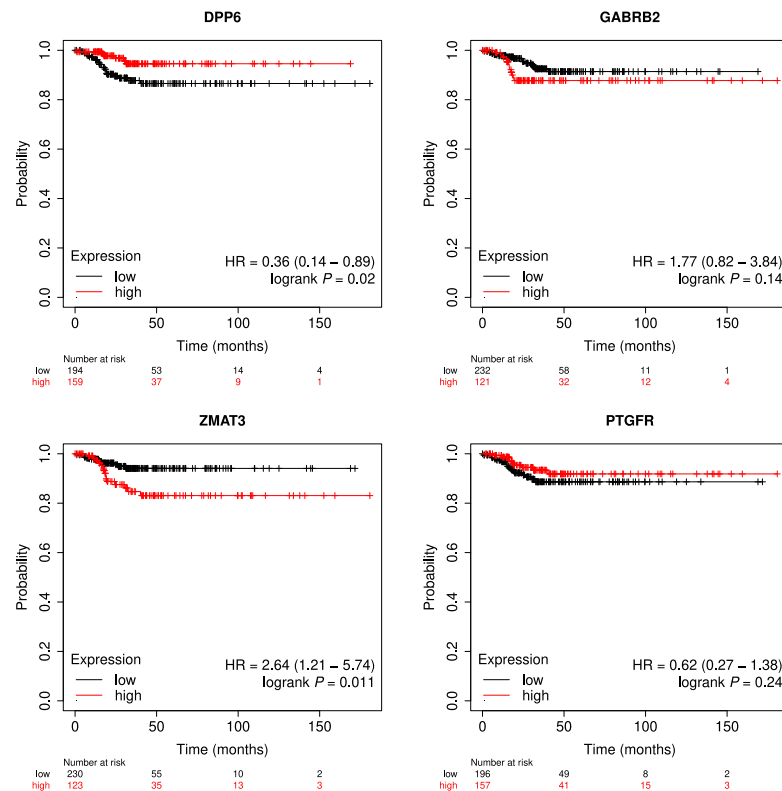 DPP6
Probability
0.0 0.2 0.4 0.6 0.8 1.0
Expression
low
high
HR = 0.36 (0.14 − 0.89)
logrank P = 0.02
0 50 100 150
Time (months)
Number at risk
low 194 53 14 4
high 159 37 9 1
GABRB2
Probability
0.0 0.2 0.4 0.6 0.8 1.0
Expression
low
high
HR = 1.77 (0.82 − 3.84)
logrank P = 0.14
0 50 100 150
Time (months)
Number at risk
low 232 58 11 1
high 121 32 12 4
ZMAT3
Probability
0.0 0.2 0.4 0.6 0.8 1.0
Expression
low
high
HR = 2.64 (1.21 − 5.74)
logrank P = 0.011
0 50 100 150
Time (months)
Number at risk
low 230 55 10 2
high 123 35 13 3
PTGFR
Probability
0.0 0.2 0.4 0.6 0.8 1.0
Expression
low
high
HR = 0.62 (0.27 − 1.38)
logrank P = 0.24
0 50 100 150
Time (months)
Number at risk
low 196 49 8 2
high 157 41 15 3